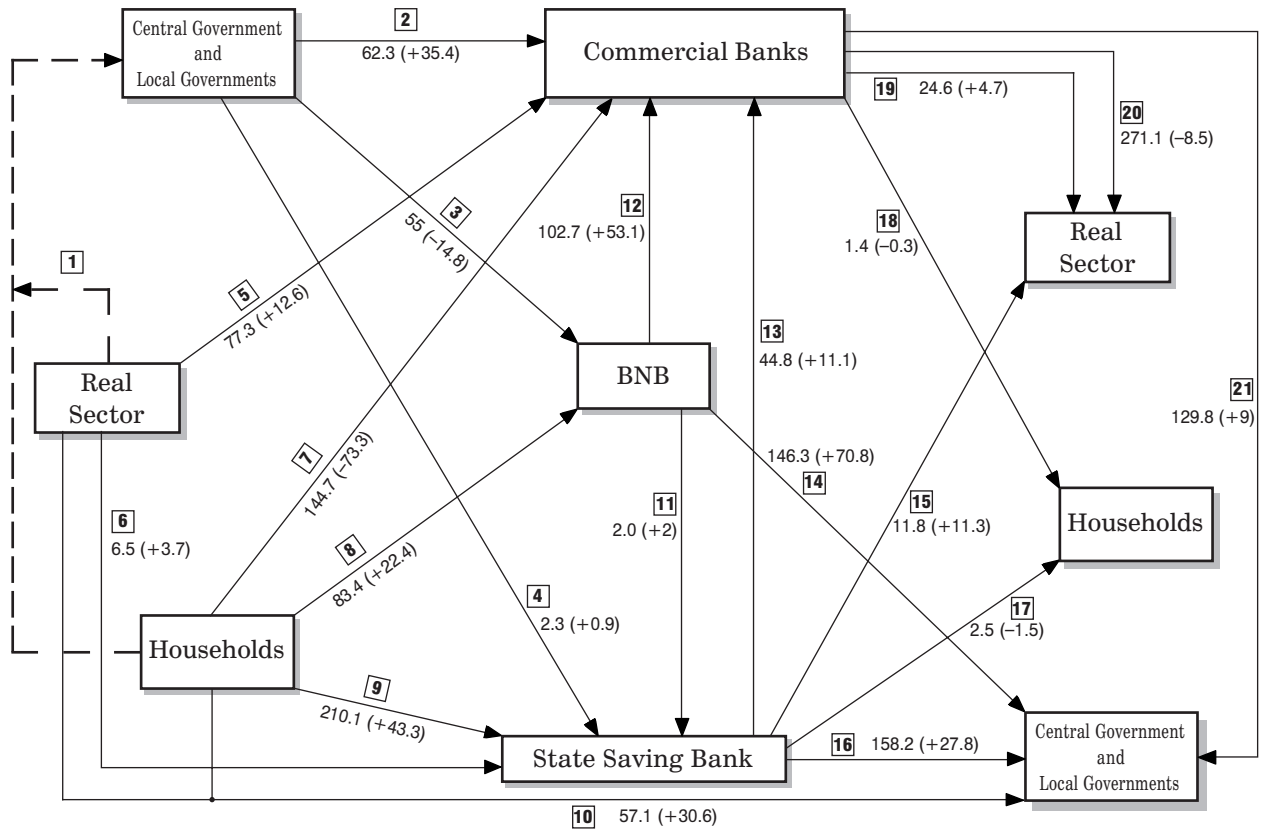 Central Government
and
Local Governments
2
62.3 (+35.4)
Commercial Banks
19
24.6 (+4.7)
20
271.1 (–8.5)
3
55 (–14.8)
12
102.7 (+53.1)
18
1.4 (–0.3)
Real
Sector
1
5
77.3 (+12.6)
13
44.8 (+11.1)
BNB
Real
Sector
21
129.8 (+9)
7
144.7 (–73.3)
146.3 (+70.8)
14
11
2.0 (+2)
15
11.8 (+11.3)
6
6.5 (+3.7)
Households
8
83.4 (+22.4)
4
2.3 (+0.9)
17
2.5 (–1.5)
Households
9
210.1 (+43.3)
State Saving Bank
16
158.2 (+27.8)
Central Government
and
Local Governments
10
57.1 (+30.6)